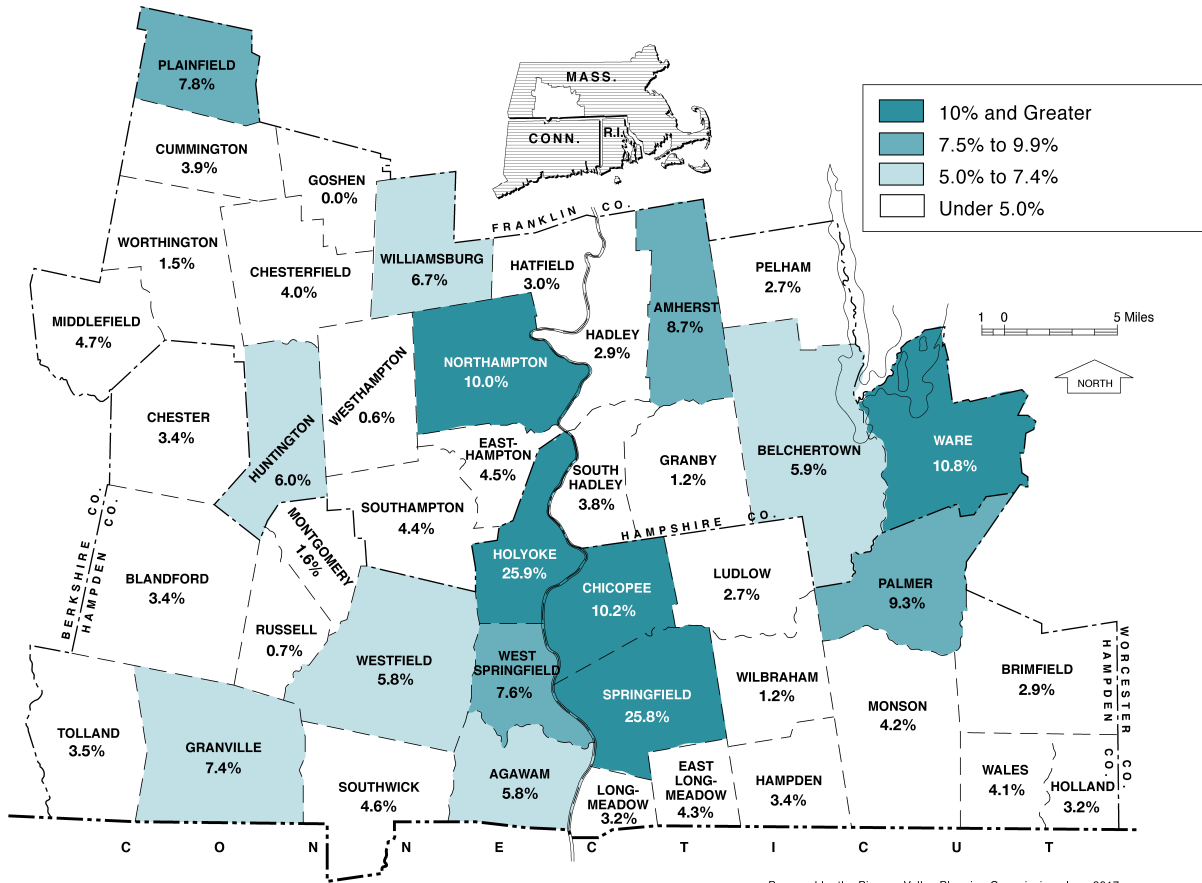 PLAINFIELD
7.8%
CUMMINGTON
3.9%
GOSHEN
0.0%
WORTHINGTON
1.5%
CHESTERFIELD
4.0%
WILLIAMSBURG
6.7%
MIDDLEFIELD
4.7%
MASS.
CONN.
R.I.
10% and Greater
7.5% to 9.9%
5.0% to 7.4%
Under 5.0%
FRANKLIN CO.
HATFIELD
3.0%
HADLEY
2.9%
AMHERST
8.7%
PELHAM
2.7%
1 0 5 Miles
NORTH
CHESTER
3.4%
HUNTINGTON
6.0%
WESTHAMPTON
0.6%
NORTHAMPTON
10.0%
EAST-
HAMPTON
4.5%
SOUTH
HADLEY
3.8%
GRANBY
1.2%
BELCHERTOWN
5.9%
WARE
10.8%
BERKSHIRE CO.
HAMPDEN CO.
BLANDFORD
3.4%
MONTGOMERY
1.6%
SOUTHAMPTON
4.4%
HOLYOKE
25.9%
HAMPSHIRE CO.
CHICOPEE
10.2%
LUDLOW
2.7%
PALMER
9.3%
RUSSELL
0.7%
WESTFIELD
5.8%
WEST
SPRINGFIELD
7.6%
SPRINGFIELD
25.8%
WILBRAHAM
1.2%
MONSON
4.2%
BRIMFIELD
2.9%
HAMPDEN CO.
WORCESTER CO.
TOLLAND
3.5%
GRANVILLE
7.4%
SOUTHWICK
4.6%
AGAWAM
5.8%
LONG-
MEADOW
3.2%
EAST
LONG-
MEADOW
4.3%
HAMPDEN
3.4%
WALES
4.1%
HOLLAND
3.2%
CONNECTICUT